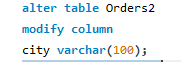 alter table Orders2
modify column
city varchar(100);